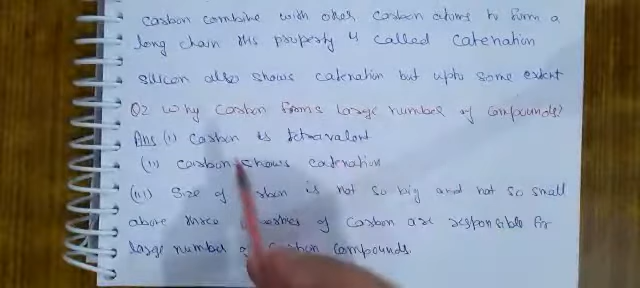 Carbon combine with other Carbon atoms to form a
long chain this property is called Catenation
silicon also shows catenation but upto some extent
Q2 Why Carbon forms large number of Compounds?
Ans (i) Carbon is tetravalent
(ii) Carbon shows catenation
(iii) Size of Carbon is not so big and not so small
above three of Carbon are responsible for
large number Carbon Compounds.